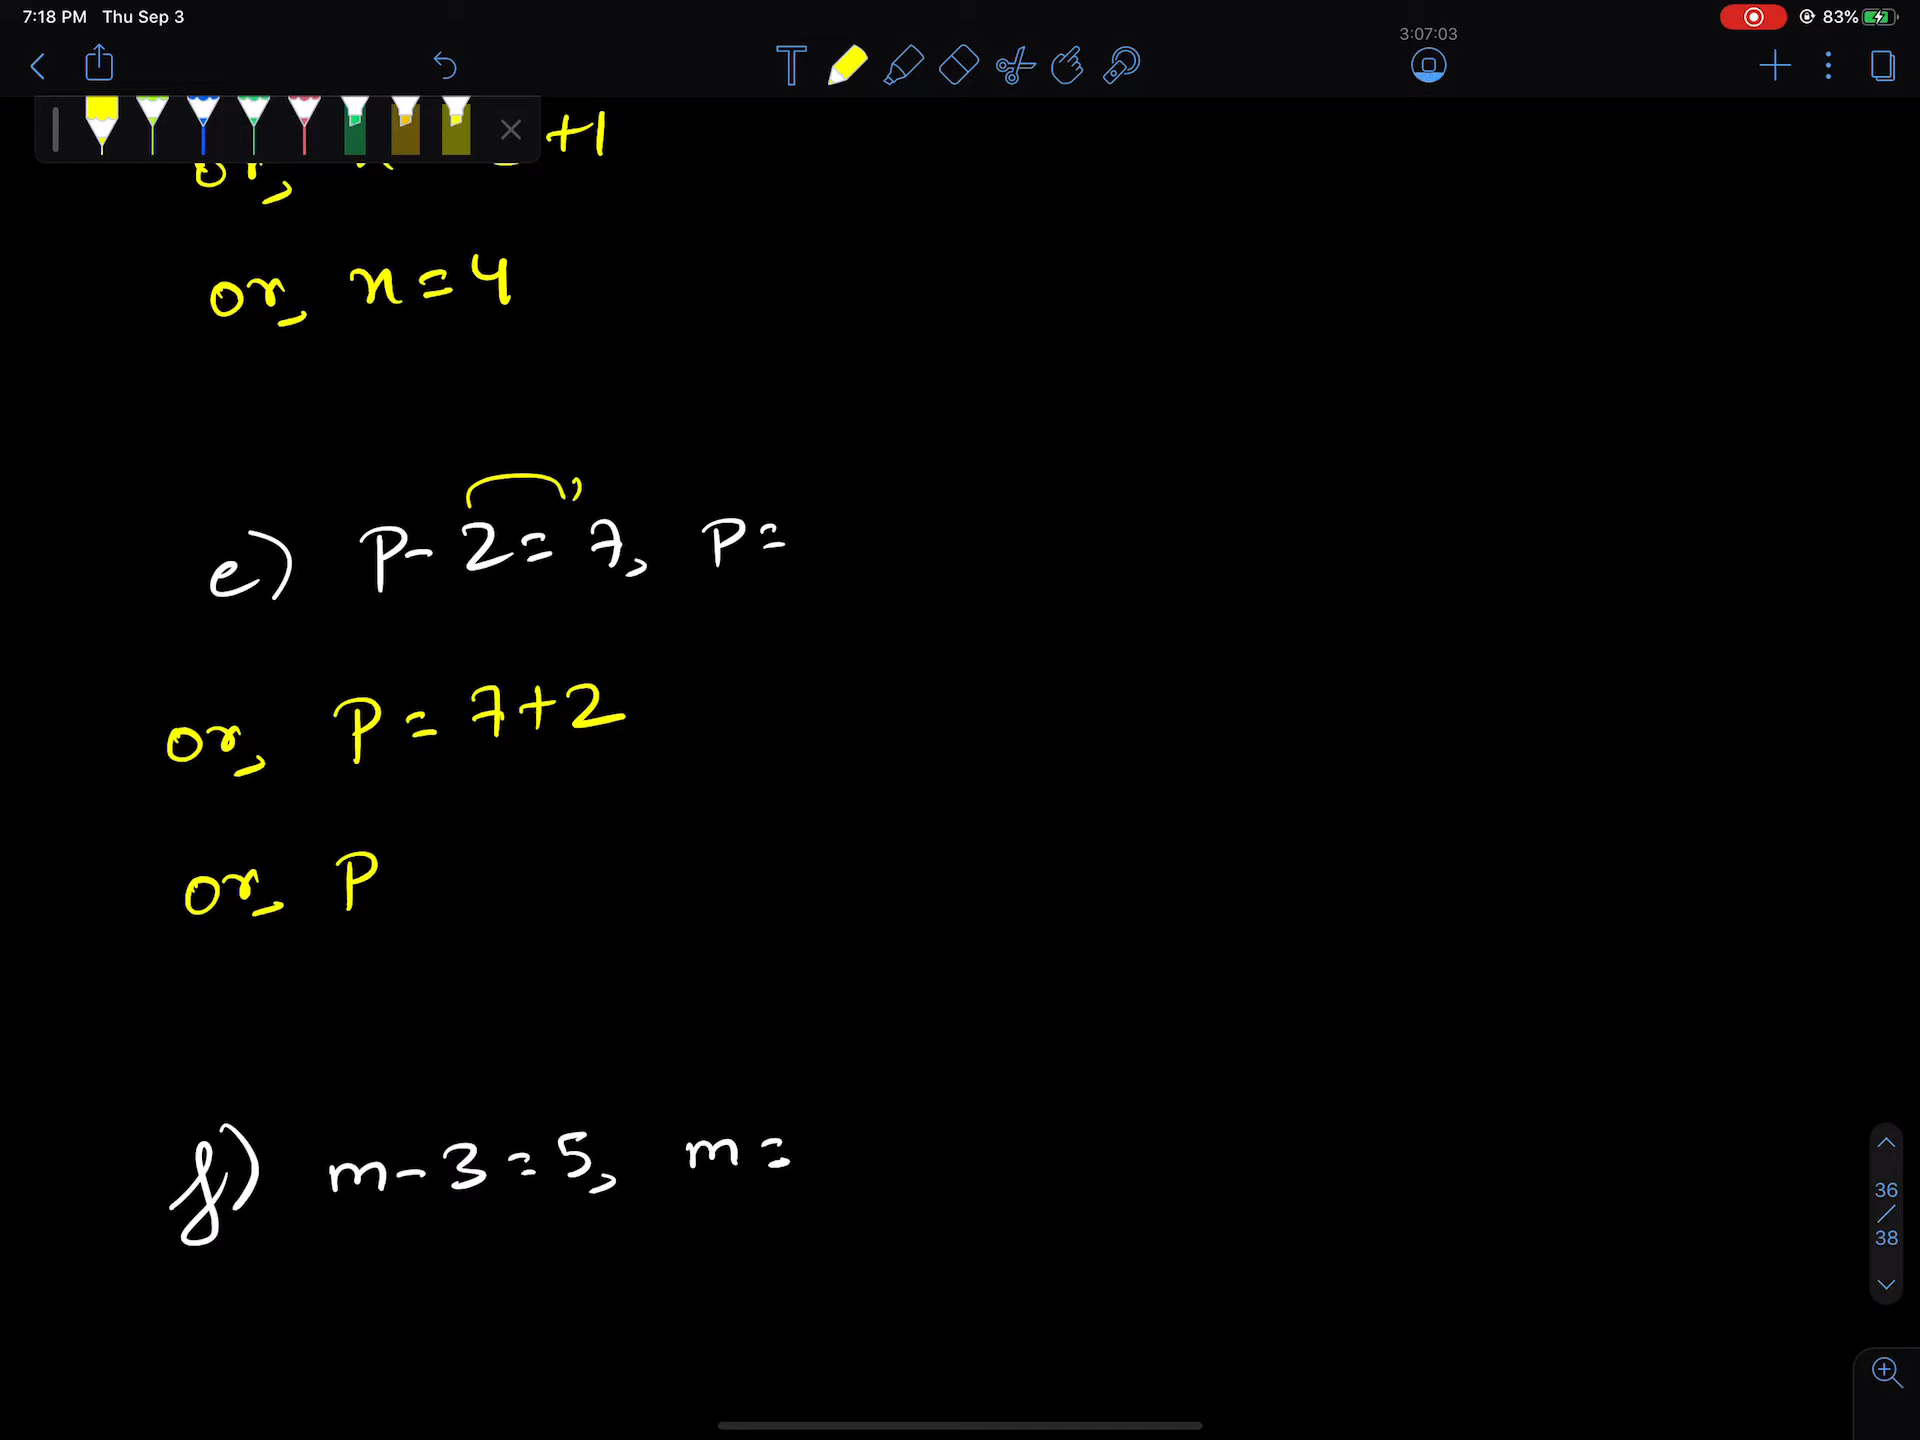 7:18 PM Thu Sep 3
83%
3:07:03
T
+1
or,
or, x = 4
e) P - 2 = 7, P =
or, P = 7 + 2
or, P
f) m - 3 = 5, m =
36
/
38